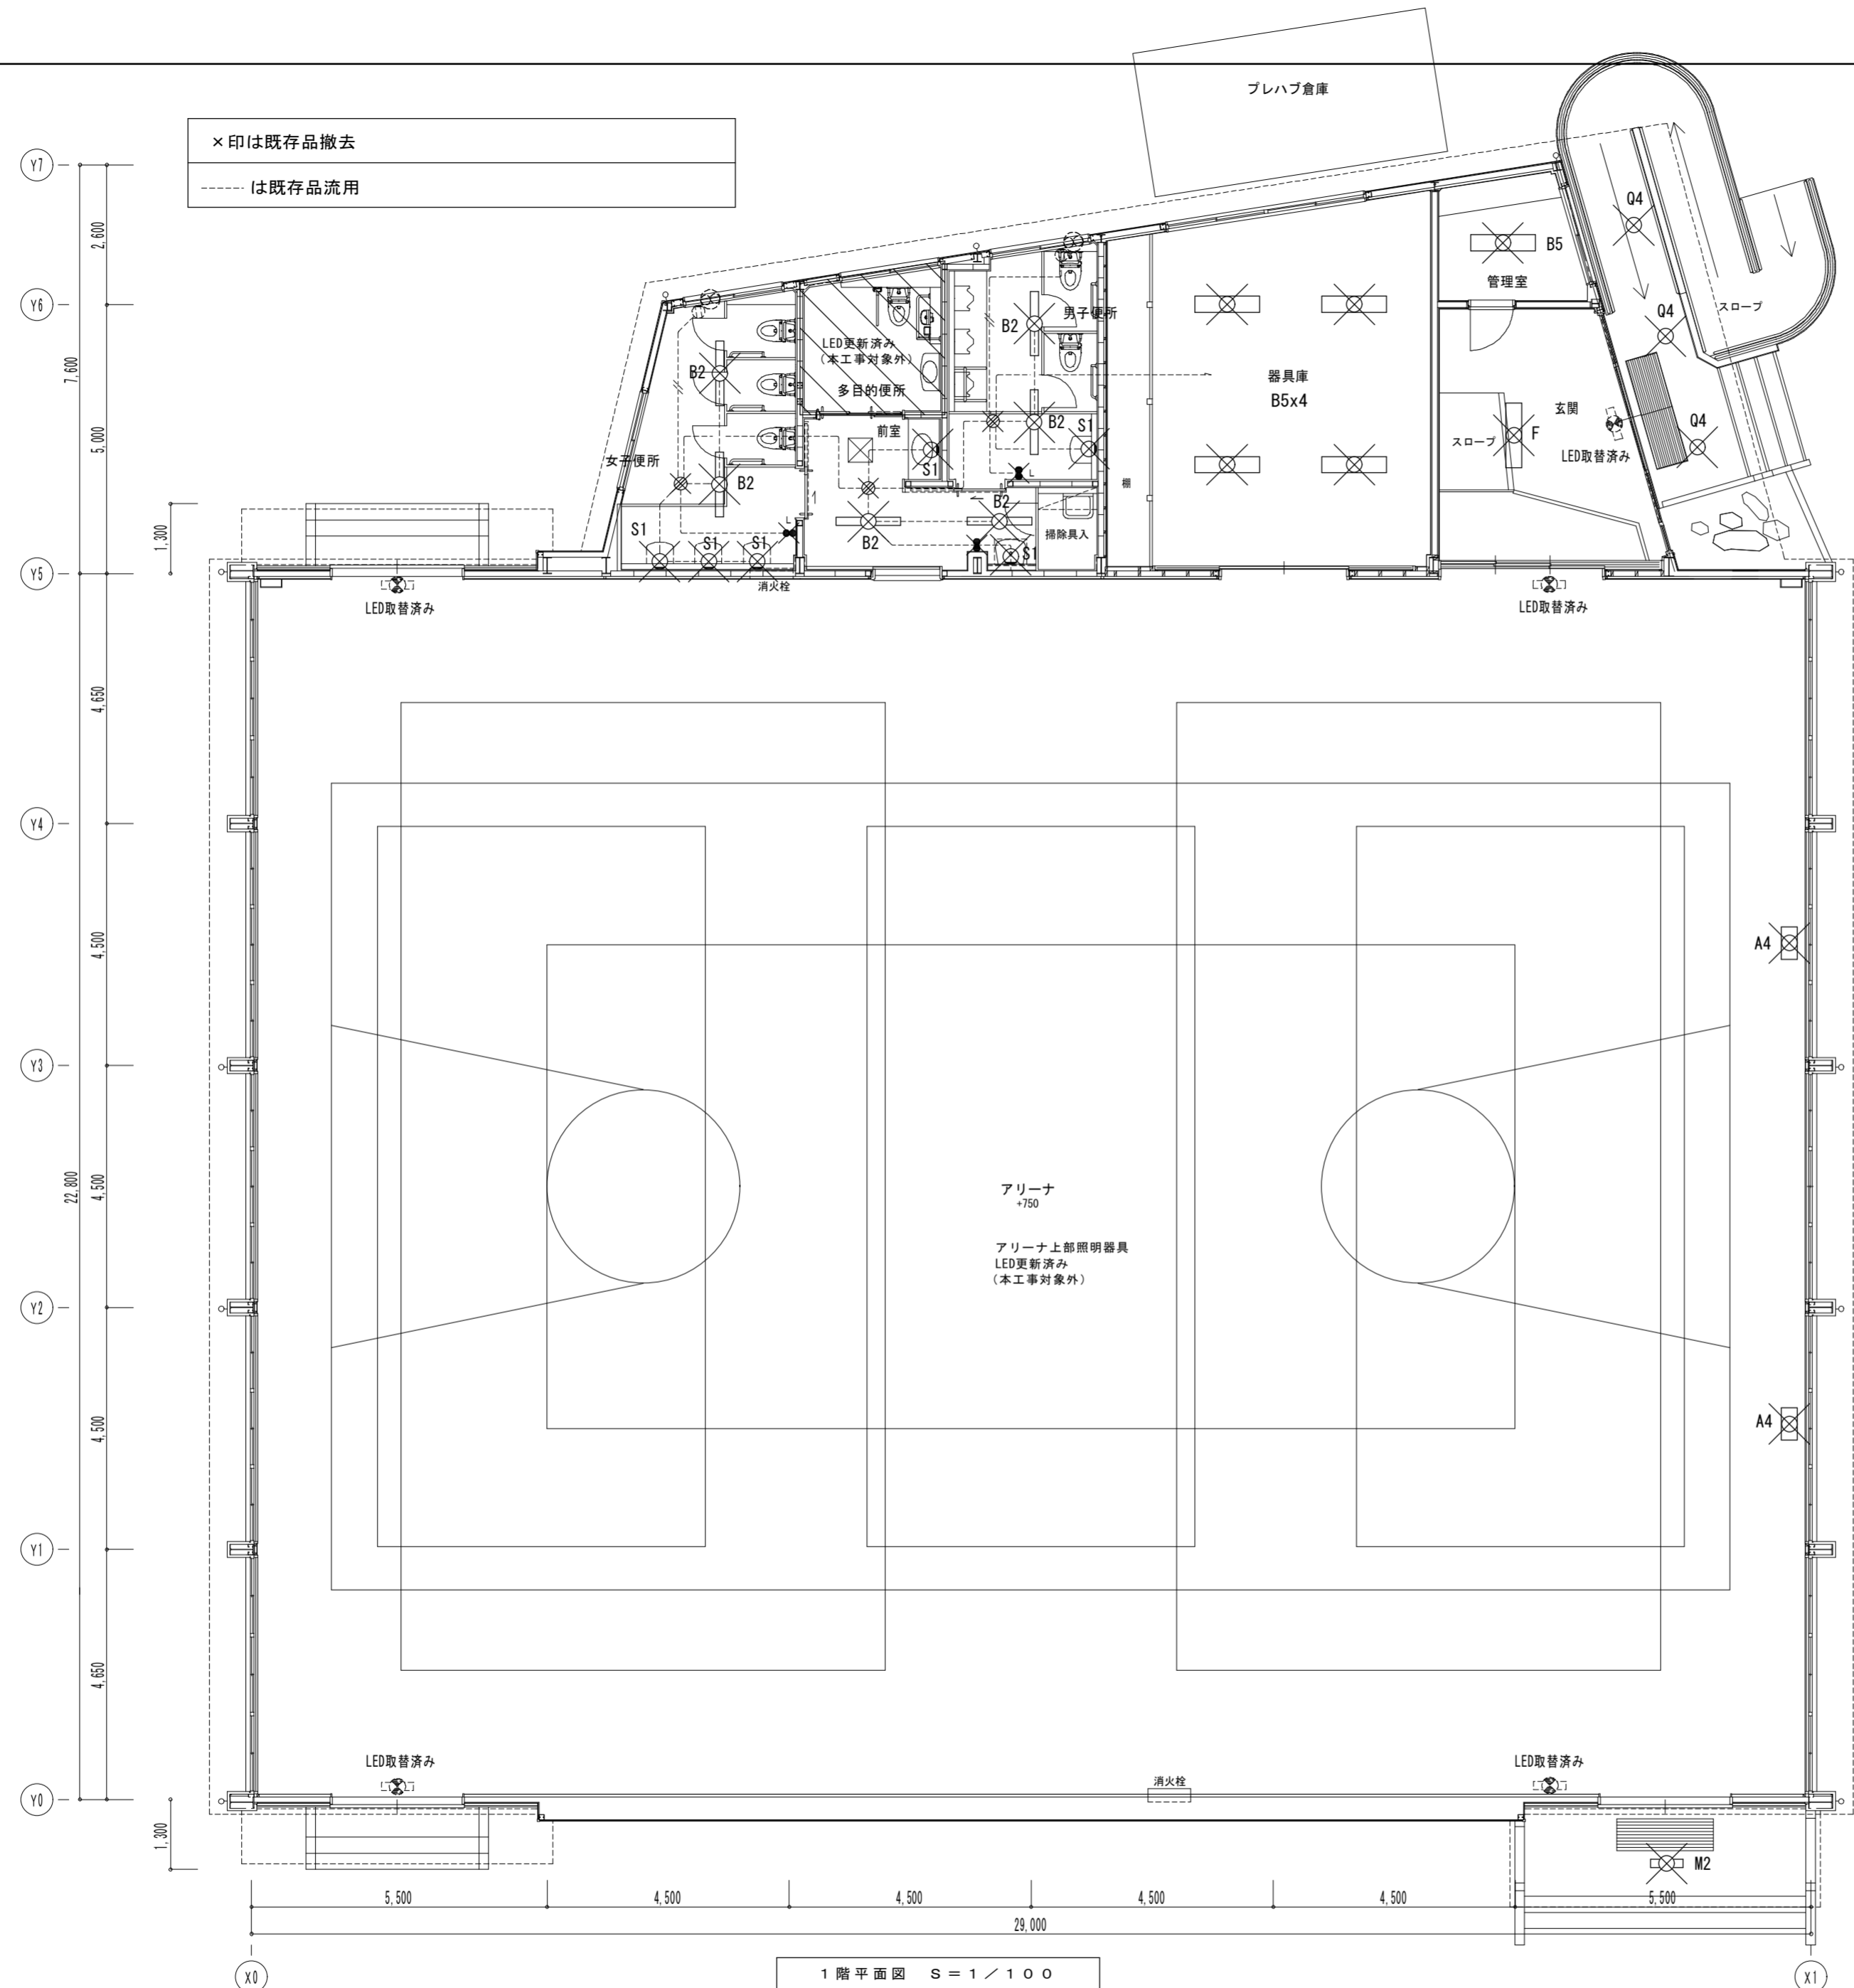 プレハブ倉庫
×印は既存品撤去
------ は既存品流用
Y7
2,600
Q4
B5
管理室
Y6
スロープ
Q4
B2
男子便所
LED更新済み
(本工事対象外)
多目的便所
7,600
B2
器具庫
B5x4
玄関
B2
S1
Q4
5,000
前室
スロープ
F
LED取替済み
女子便所
S1
L
B2
棚
B2
1,300
L
S1
S1
S1
B2
掃除具入
S1
Y5
消火栓
LED取替済み
LED取替済み
4,650
Y4
4,500
A4
Y3
22,800
4,500
アリーナ
+750
アリーナ上部照明器具
LED更新済み
(本工事対象外)
Y2
4,500
A4
Y1
4,650
LED取替済み
消火栓
LED取替済み
Y0
1,300
M2
5,500
4,500
4,500
4,500
4,500
5,500
29,000
1階平面図 S=1/100
X0
X1